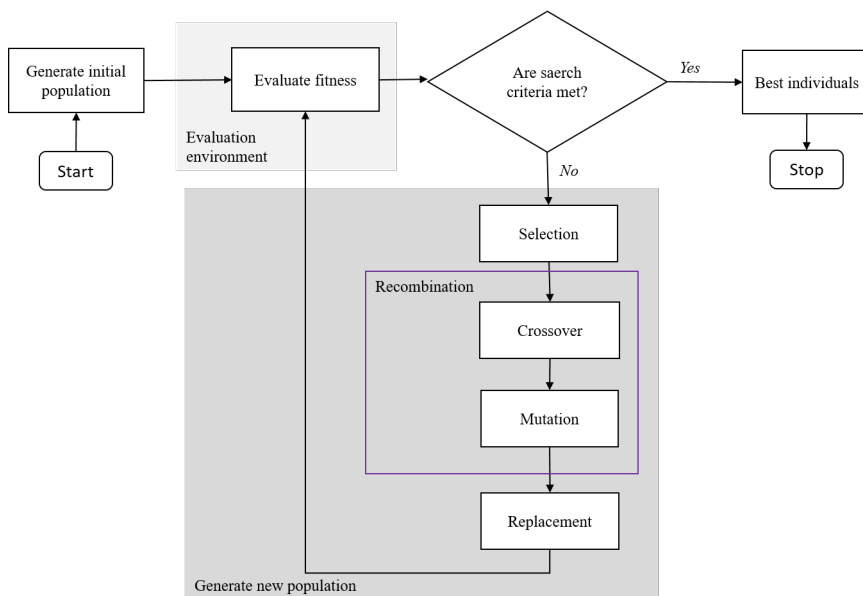 Generate initial
population
Start
Evaluate fitness
Evaluation
environment
Are saerch
criteria met?
Yes
Best individuals
Stop
No
Selection
Recombination
Crossover
Mutation
Replacement
Generate new population